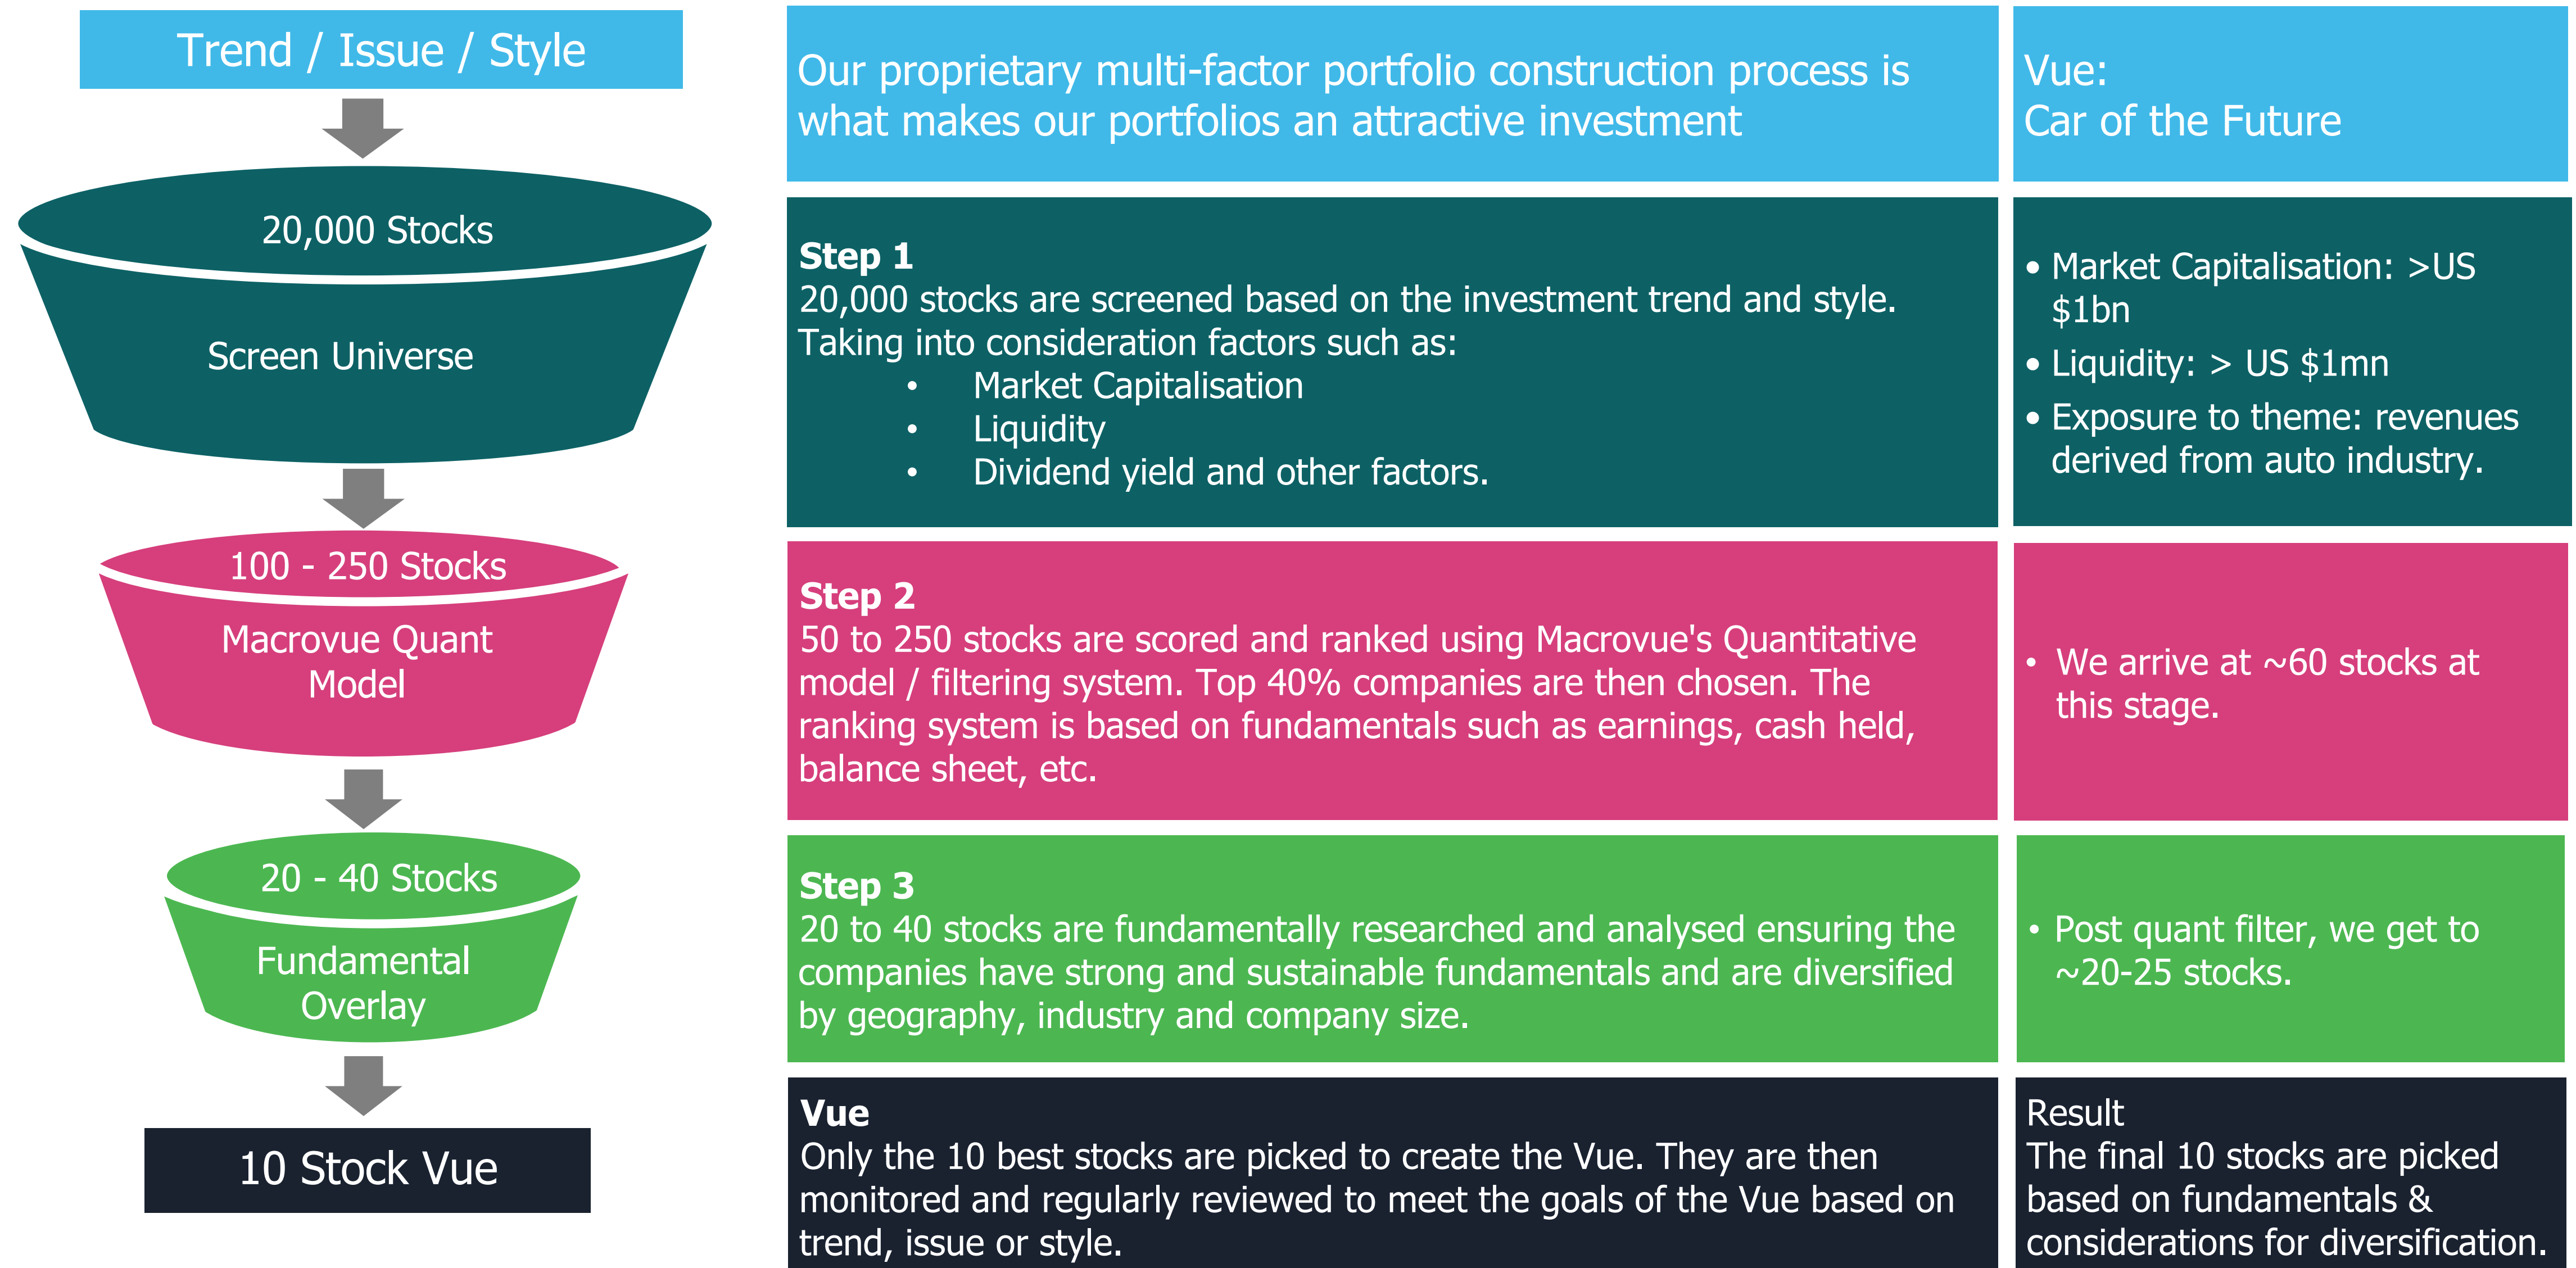 Trend / Issue / Style
20,000 Stocks
Screen Universe
100 - 250 Stocks
Macrovue Quant
Model
20 - 40 Stocks
Fundamental
Overlay
10 Stock Vue
Our proprietary multi-factor portfolio construction process is
what makes our portfolios an attractive investment
Vue:
Car of the Future
Step 1
20,000 stocks are screened based on the investment trend and style.
Taking into consideration factors such as:
• Market Capitalisation
• Liquidity
• Dividend yield and other factors.
• Market Capitalisation: >US
$1bn
• Liquidity: > US $1mn
• Exposure to theme: revenues
derived from auto industry.
Step 2
50 to 250 stocks are scored and ranked using Macrovue's Quantitative
model / filtering system. Top 40% companies are then chosen. The
ranking system is based on fundamentals such as earnings, cash held,
balance sheet, etc.
• We arrive at ~60 stocks at
this stage.
Step 3
20 to 40 stocks are fundamentally researched and analysed ensuring the
companies have strong and sustainable fundamentals and are diversified
by geography, industry and company size.
• Post quant filter, we get to
~20-25 stocks.
Vue
Only the 10 best stocks are picked to create the Vue. They are then
monitored and regularly reviewed to meet the goals of the Vue based on
trend, issue or style.
Result
The final 10 stocks are picked
based on fundamentals &
considerations for diversification.